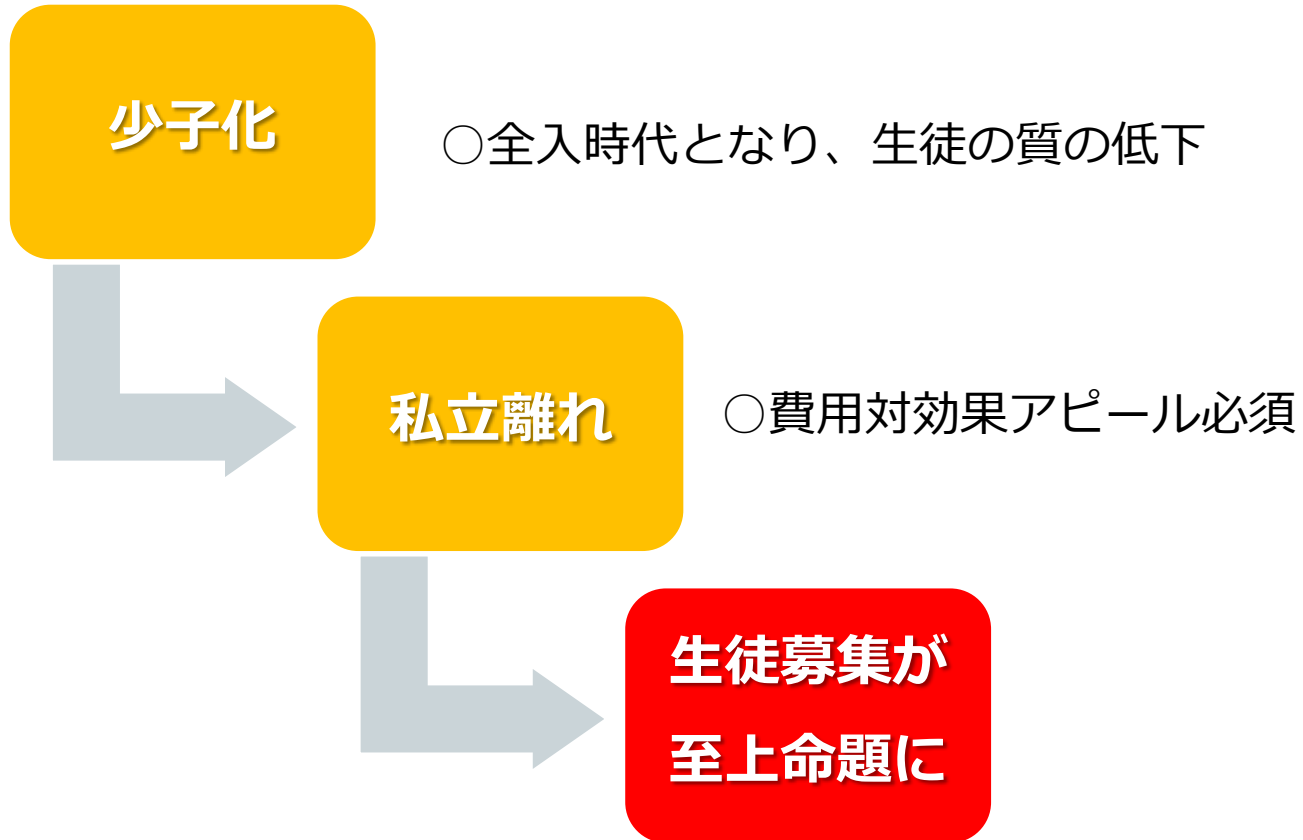 少子化
○全入時代となり、生徒の質の低下
私立離れ
○費用対効果アピール必須
生徒募集が
至上命題に